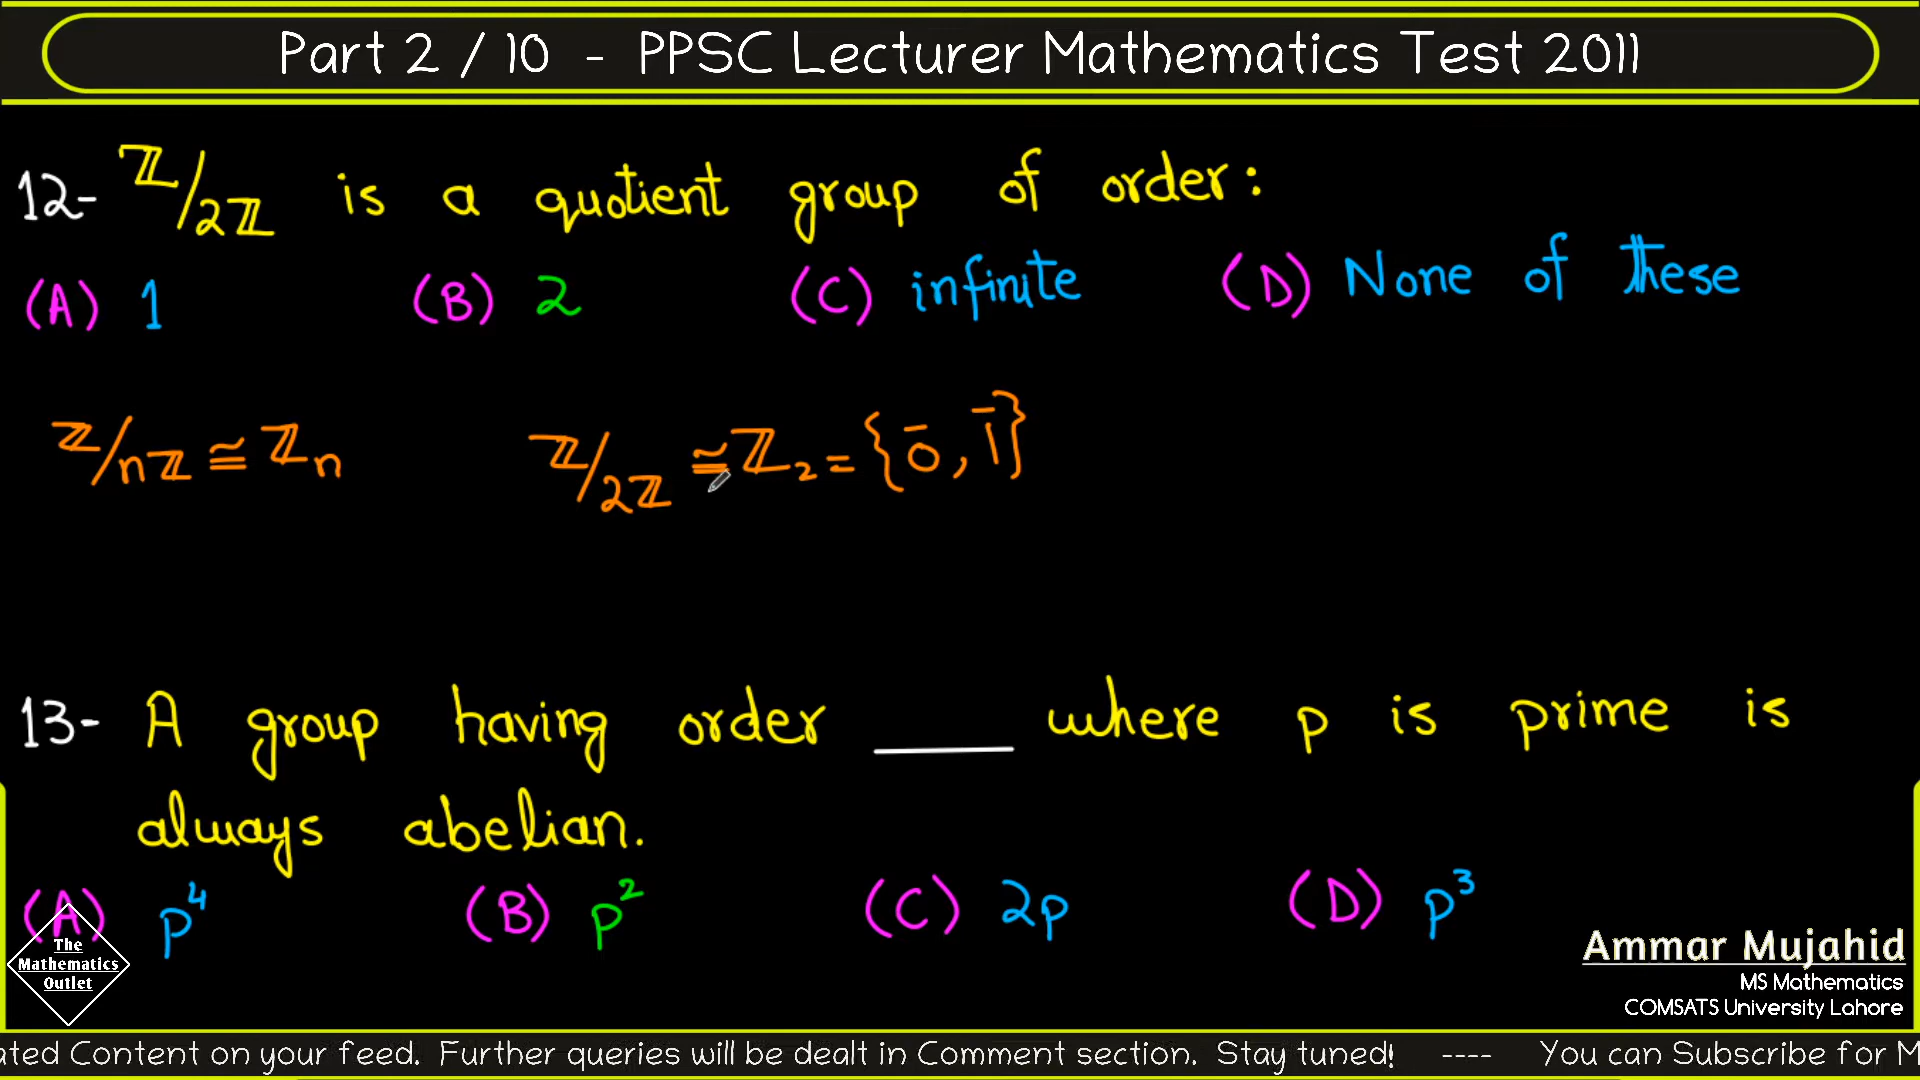 Part 2 / 10 - PPSC Lecturer Mathematics Test 2011
12- ℤ/2ℤ is a quotient group of order:
(A) 1 (B) 2 (C) infinite (D) None of these
ℤ/nℤ ≅ ℤₙ ℤ/2ℤ ≅ ℤ₂ = {0̄, 1̄}
13- A group having order ____ where p is prime is
always abelian.
(A) p⁴ (B) p² (C) 2p (D) p³
The
Mathematics
Outlet
Ammar Mujahid
MS Mathematics
COMSATS University Lahore
ated Content on your feed. Further queries will be dealt in Comment section. Stay tuned! ---- You can Subscribe for M